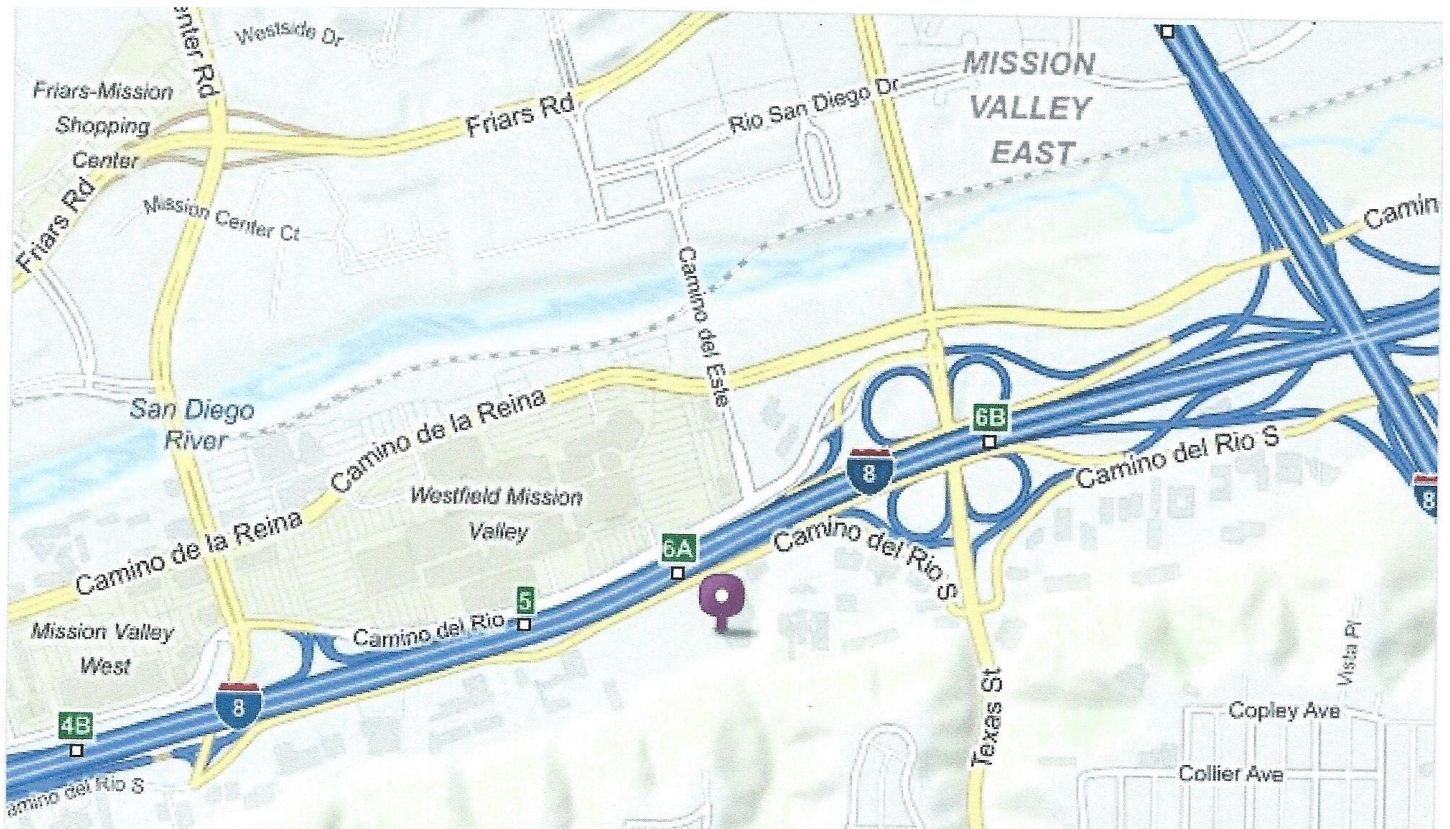 enter Rd
Westside Dr
Friars-Mission
Shopping
Center
Friars Rd
Friars Rd
Mission Center Ct
Rio San Diego Dr
MISSION
VALLEY
EAST
Camin
Camino del Este
San Diego
River
Camino de la Reina
Camino de la Reina
Westfield Mission
Valley
6B
8
Camino del Rio S
8
6A
Camino del Rio S
5
Camino del Rio
Mission Valley
West
8
4B
amino del Rio S
Texas St
Vista Pl
Copley Ave
Collier Ave